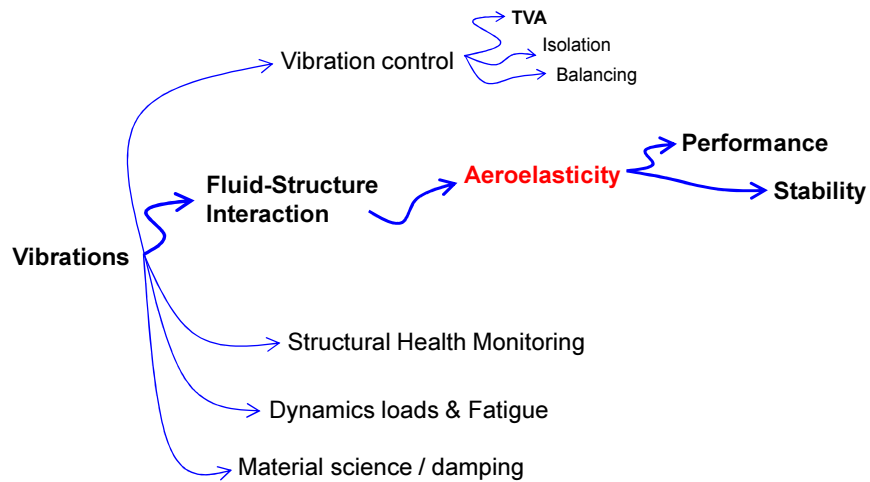 TVA
Vibration control
Isolation
Balancing
Performance
Aeroelasticity
Fluid-Structure
Interaction
Stability
Vibrations
Structural Health Monitoring
Dynamics loads & Fatigue
Material science / damping